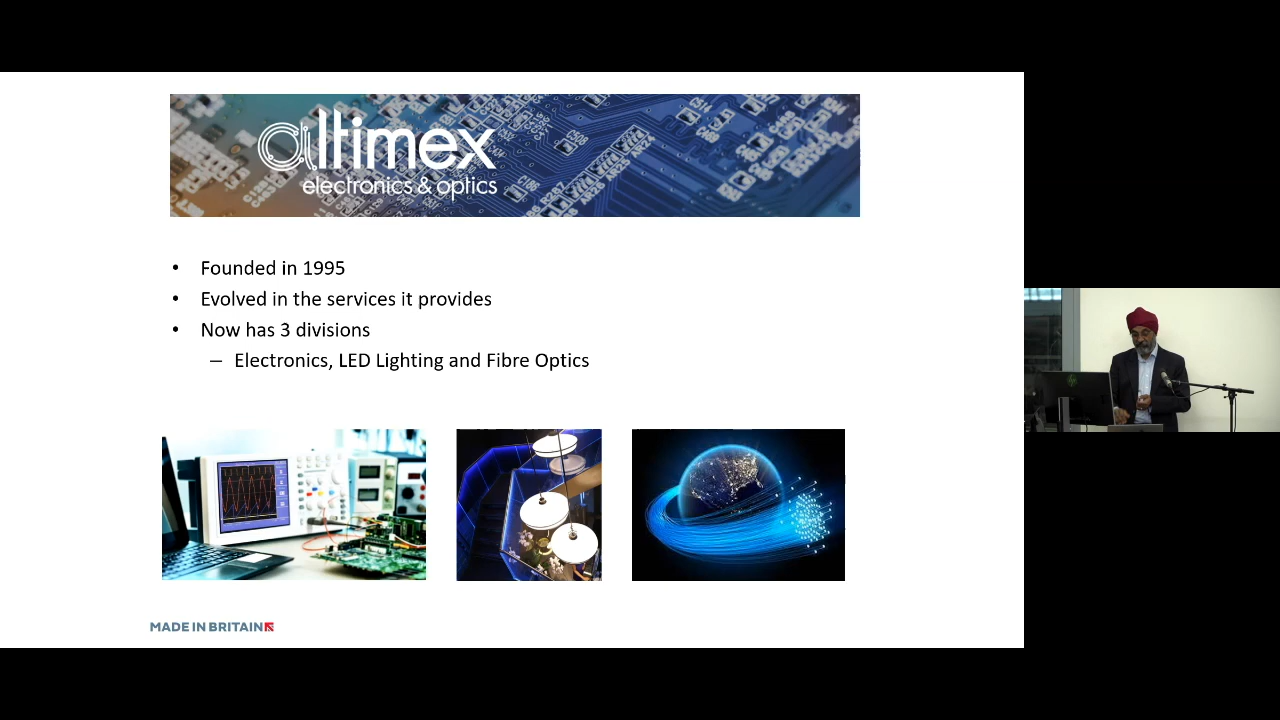 altimex
electronics & optics
• Founded in 1995
• Evolved in the services it provides
• Now has 3 divisions
– Electronics, LED Lighting and Fibre Optics
MADE IN BRITAIN